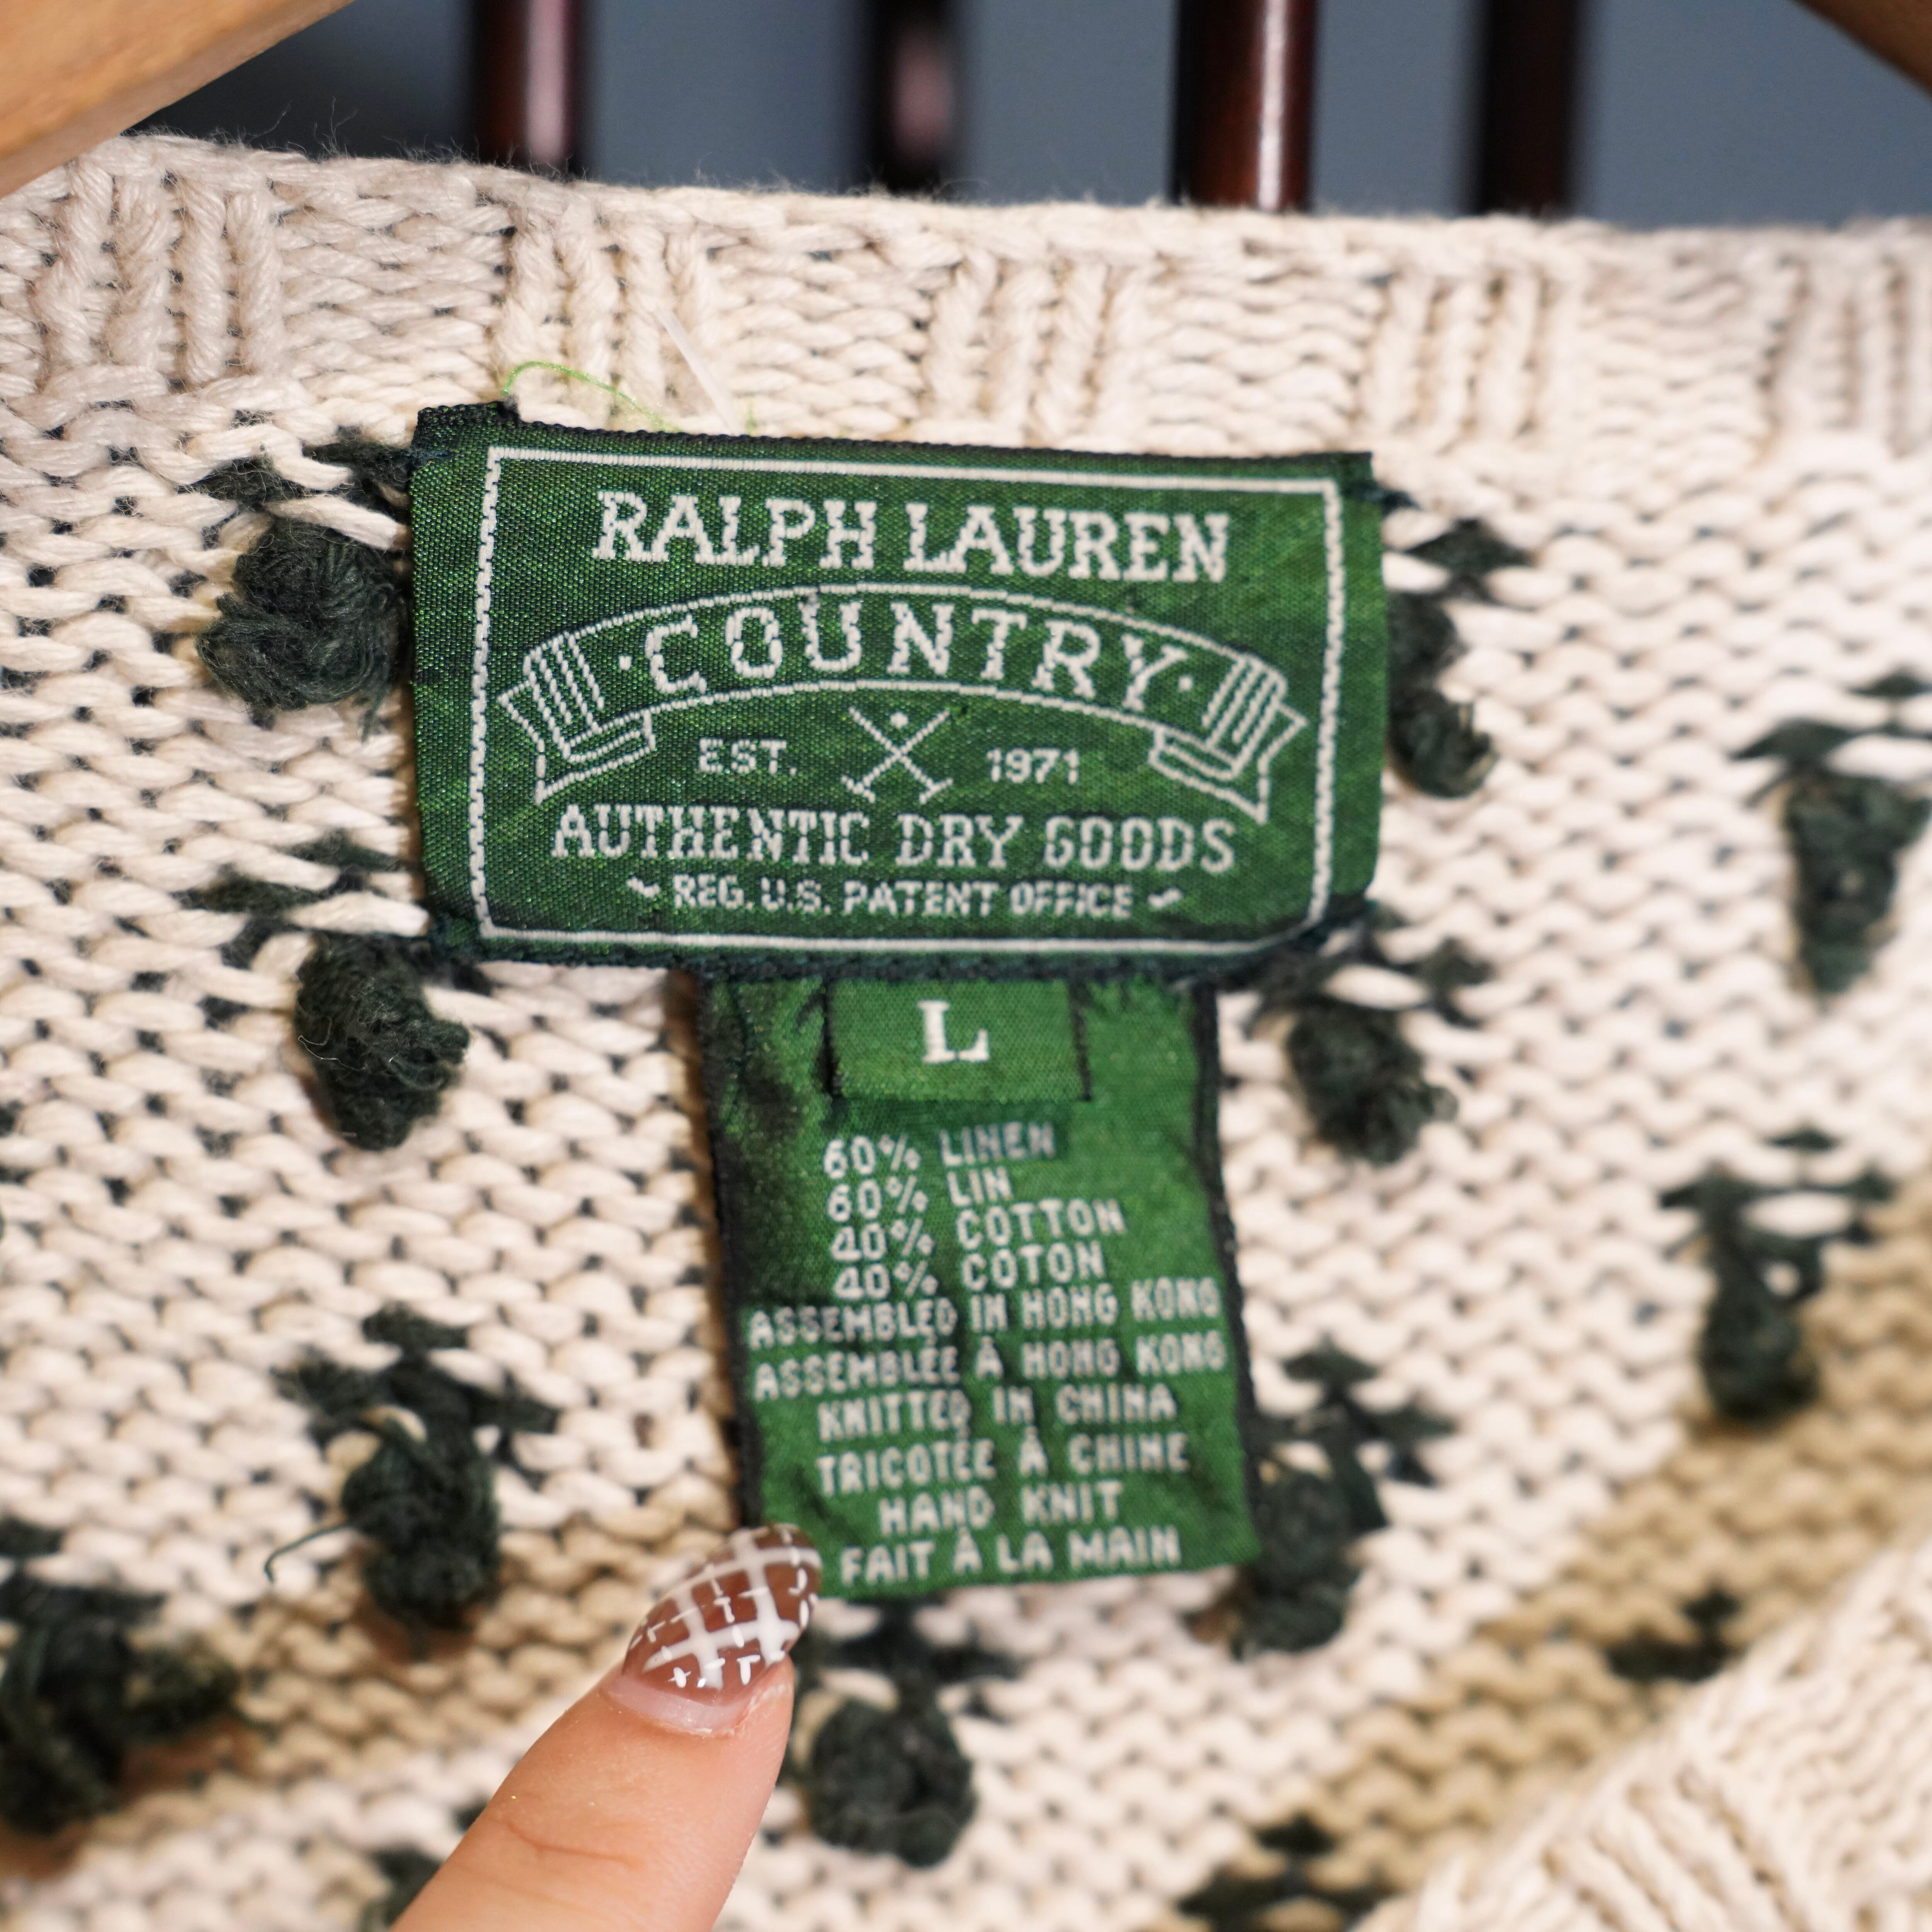 RALPH LAUREN
·COUNTRY·
EST. 1971
AUTHENTIC DRY GOODS
~ REG. U.S. PATENT OFFICE ~
L
60% LINEN
60% LIN
40% COTTON
40% COTON
ASSEMBLED IN HONG KONG
ASSEMBLÉE À HONG KONG
KNITTED IN CHINA
TRICOTÉE À CHINE
HAND KNIT
FAIT À LA MAIN